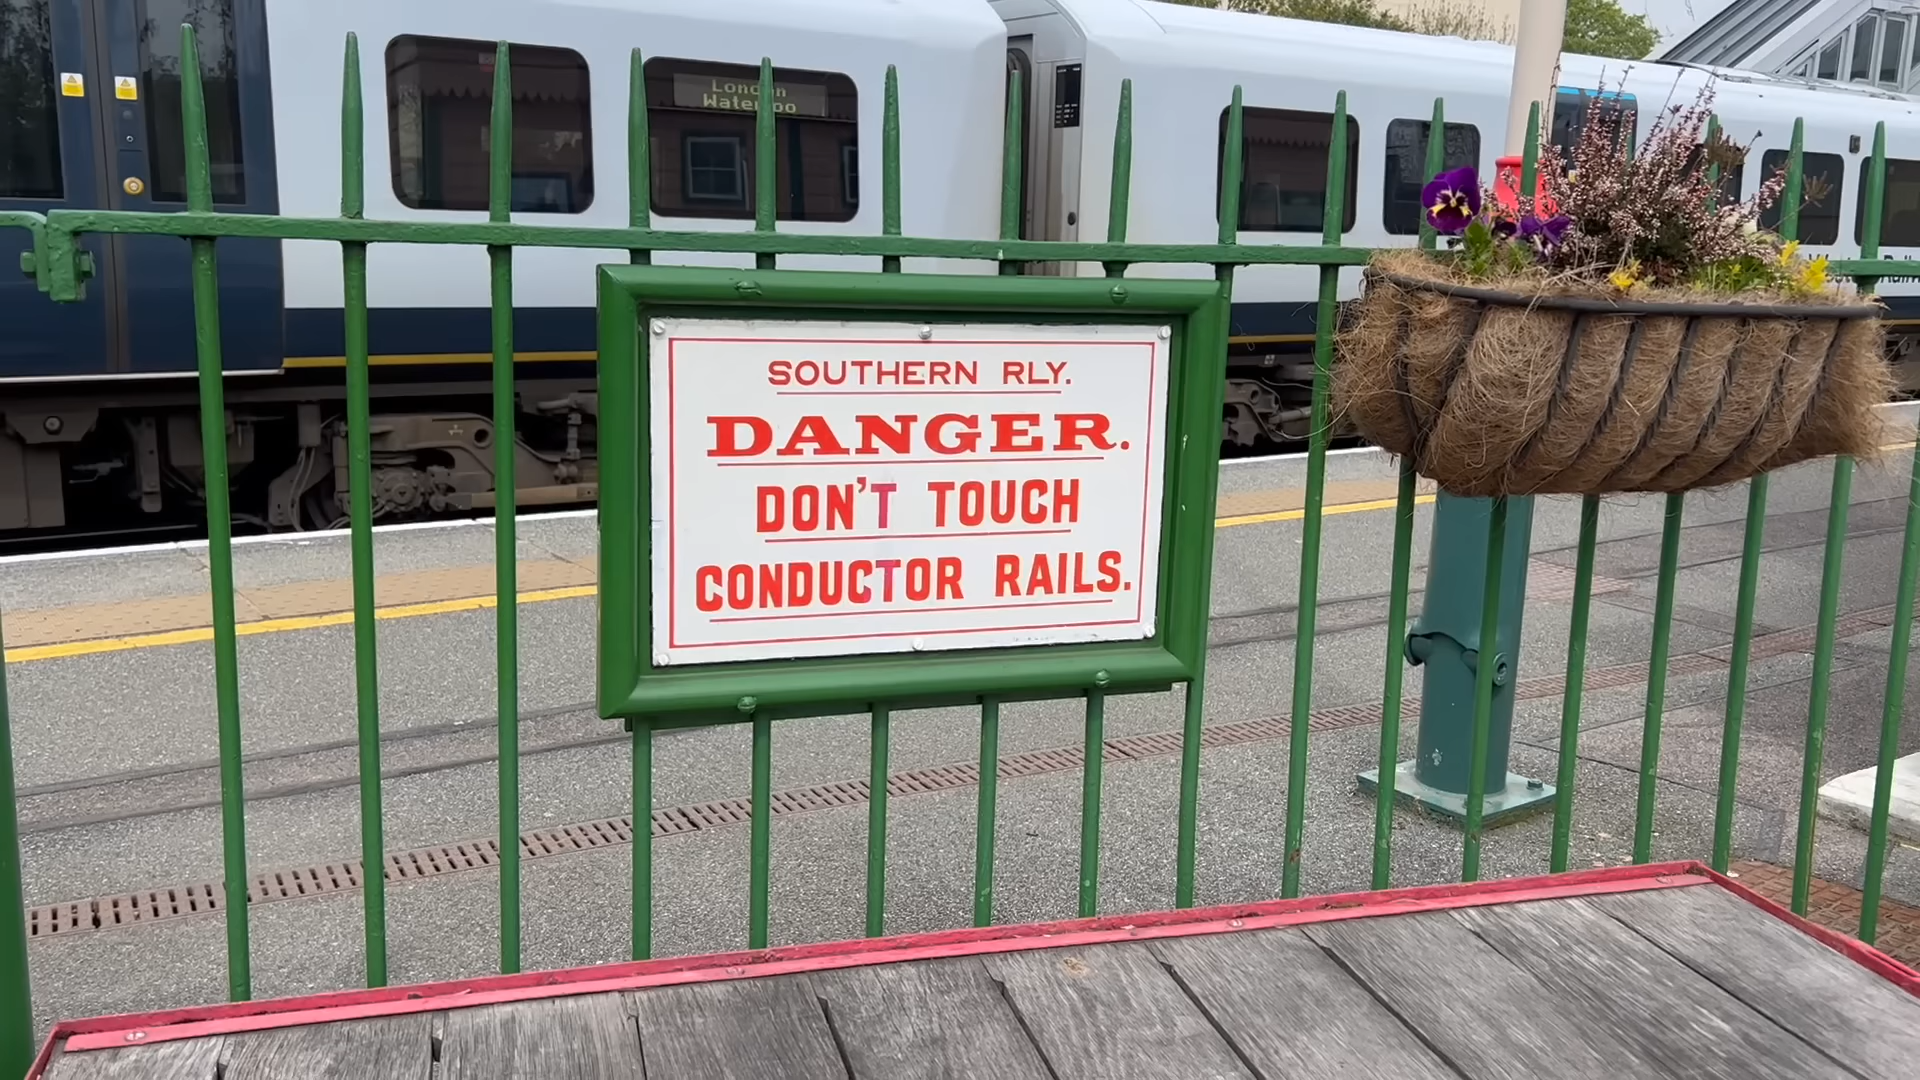 London
Waterloo
SOUTHERN RLY.
DANGER.
DON'T TOUCH
CONDUCTOR RAILS.